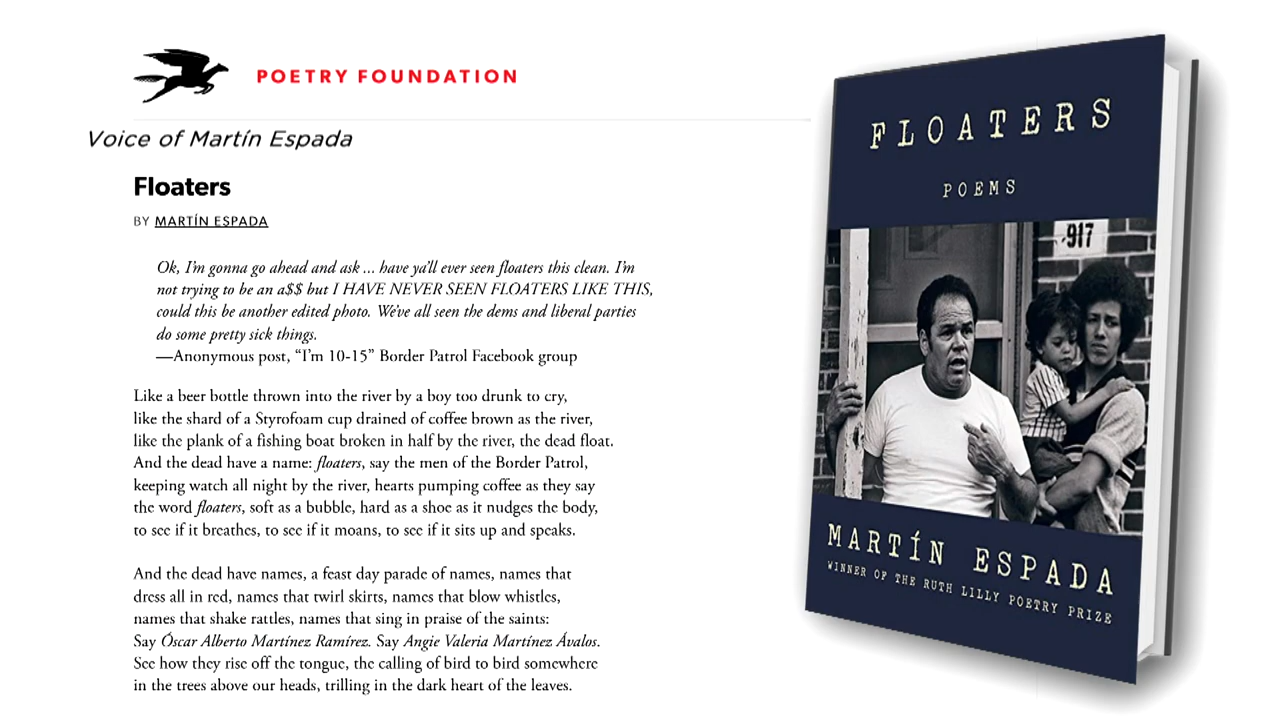 POETRY FOUNDATION
Voice of Martín Espada
Floaters
BY MARTÍN ESPADA
Ok, I'm gonna go ahead and ask ... have ya'll ever seen floaters this clean. I'm
not trying to be an a$$ but I HAVE NEVER SEEN FLOATERS LIKE THIS,
could this be another edited photo. We've all seen the dems and liberal parties
do some pretty sick things.
—Anonymous post, “I'm 10-15” Border Patrol Facebook group
Like a beer bottle thrown into the river by a boy too drunk to cry,
like the shard of a Styrofoam cup drained of coffee brown as the river,
like the plank of a fishing boat broken in half by the river, the dead float.
And the dead have a name: floaters, say the men of the Border Patrol,
keeping watch all night by the river, hearts pumping coffee as they say
the word floaters, soft as a bubble, hard as a shoe as it nudges the body,
to see if it breathes, to see if it moans, to see if it sits up and speaks.
And the dead have names, a feast day parade of names, names that
dress all in red, names that twirl skirts, names that blow whistles,
names that shake rattles, names that sing in praise of the saints:
Say Óscar Alberto Martínez Ramírez. Say Angie Valeria Martínez Ávalos.
See how they rise off the tongue, the calling of bird to bird somewhere
in the trees above our heads, trilling in the dark heart of the leaves.
FLOATERS
POEMS
917
MARTÍN ESPADA
WINNER OF THE RUTH LILLY POETRY PRIZE